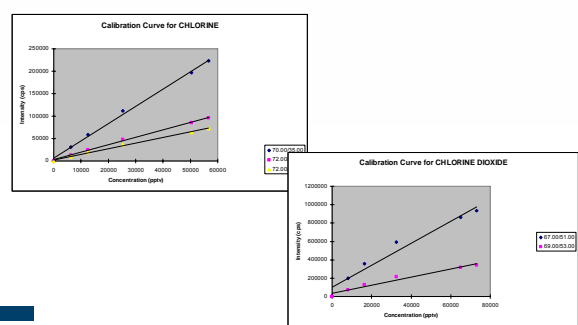 Calibration Curve for CHLORINE
Intensity (cps)
250000
200000
150000
100000
50000
0
0 10000 20000 30000 40000 50000 60000
Concentration (pptv)
70.00/35.00
72.00
72.00
Calibration Curve for CHLORINE DIOXIDE
Intensity (cps)
1200000
1000000
800000
600000
400000
200000
0
0 20000 40000 60000 80000
Concentration (pptv)
67.00/51.00
69.00/53.00